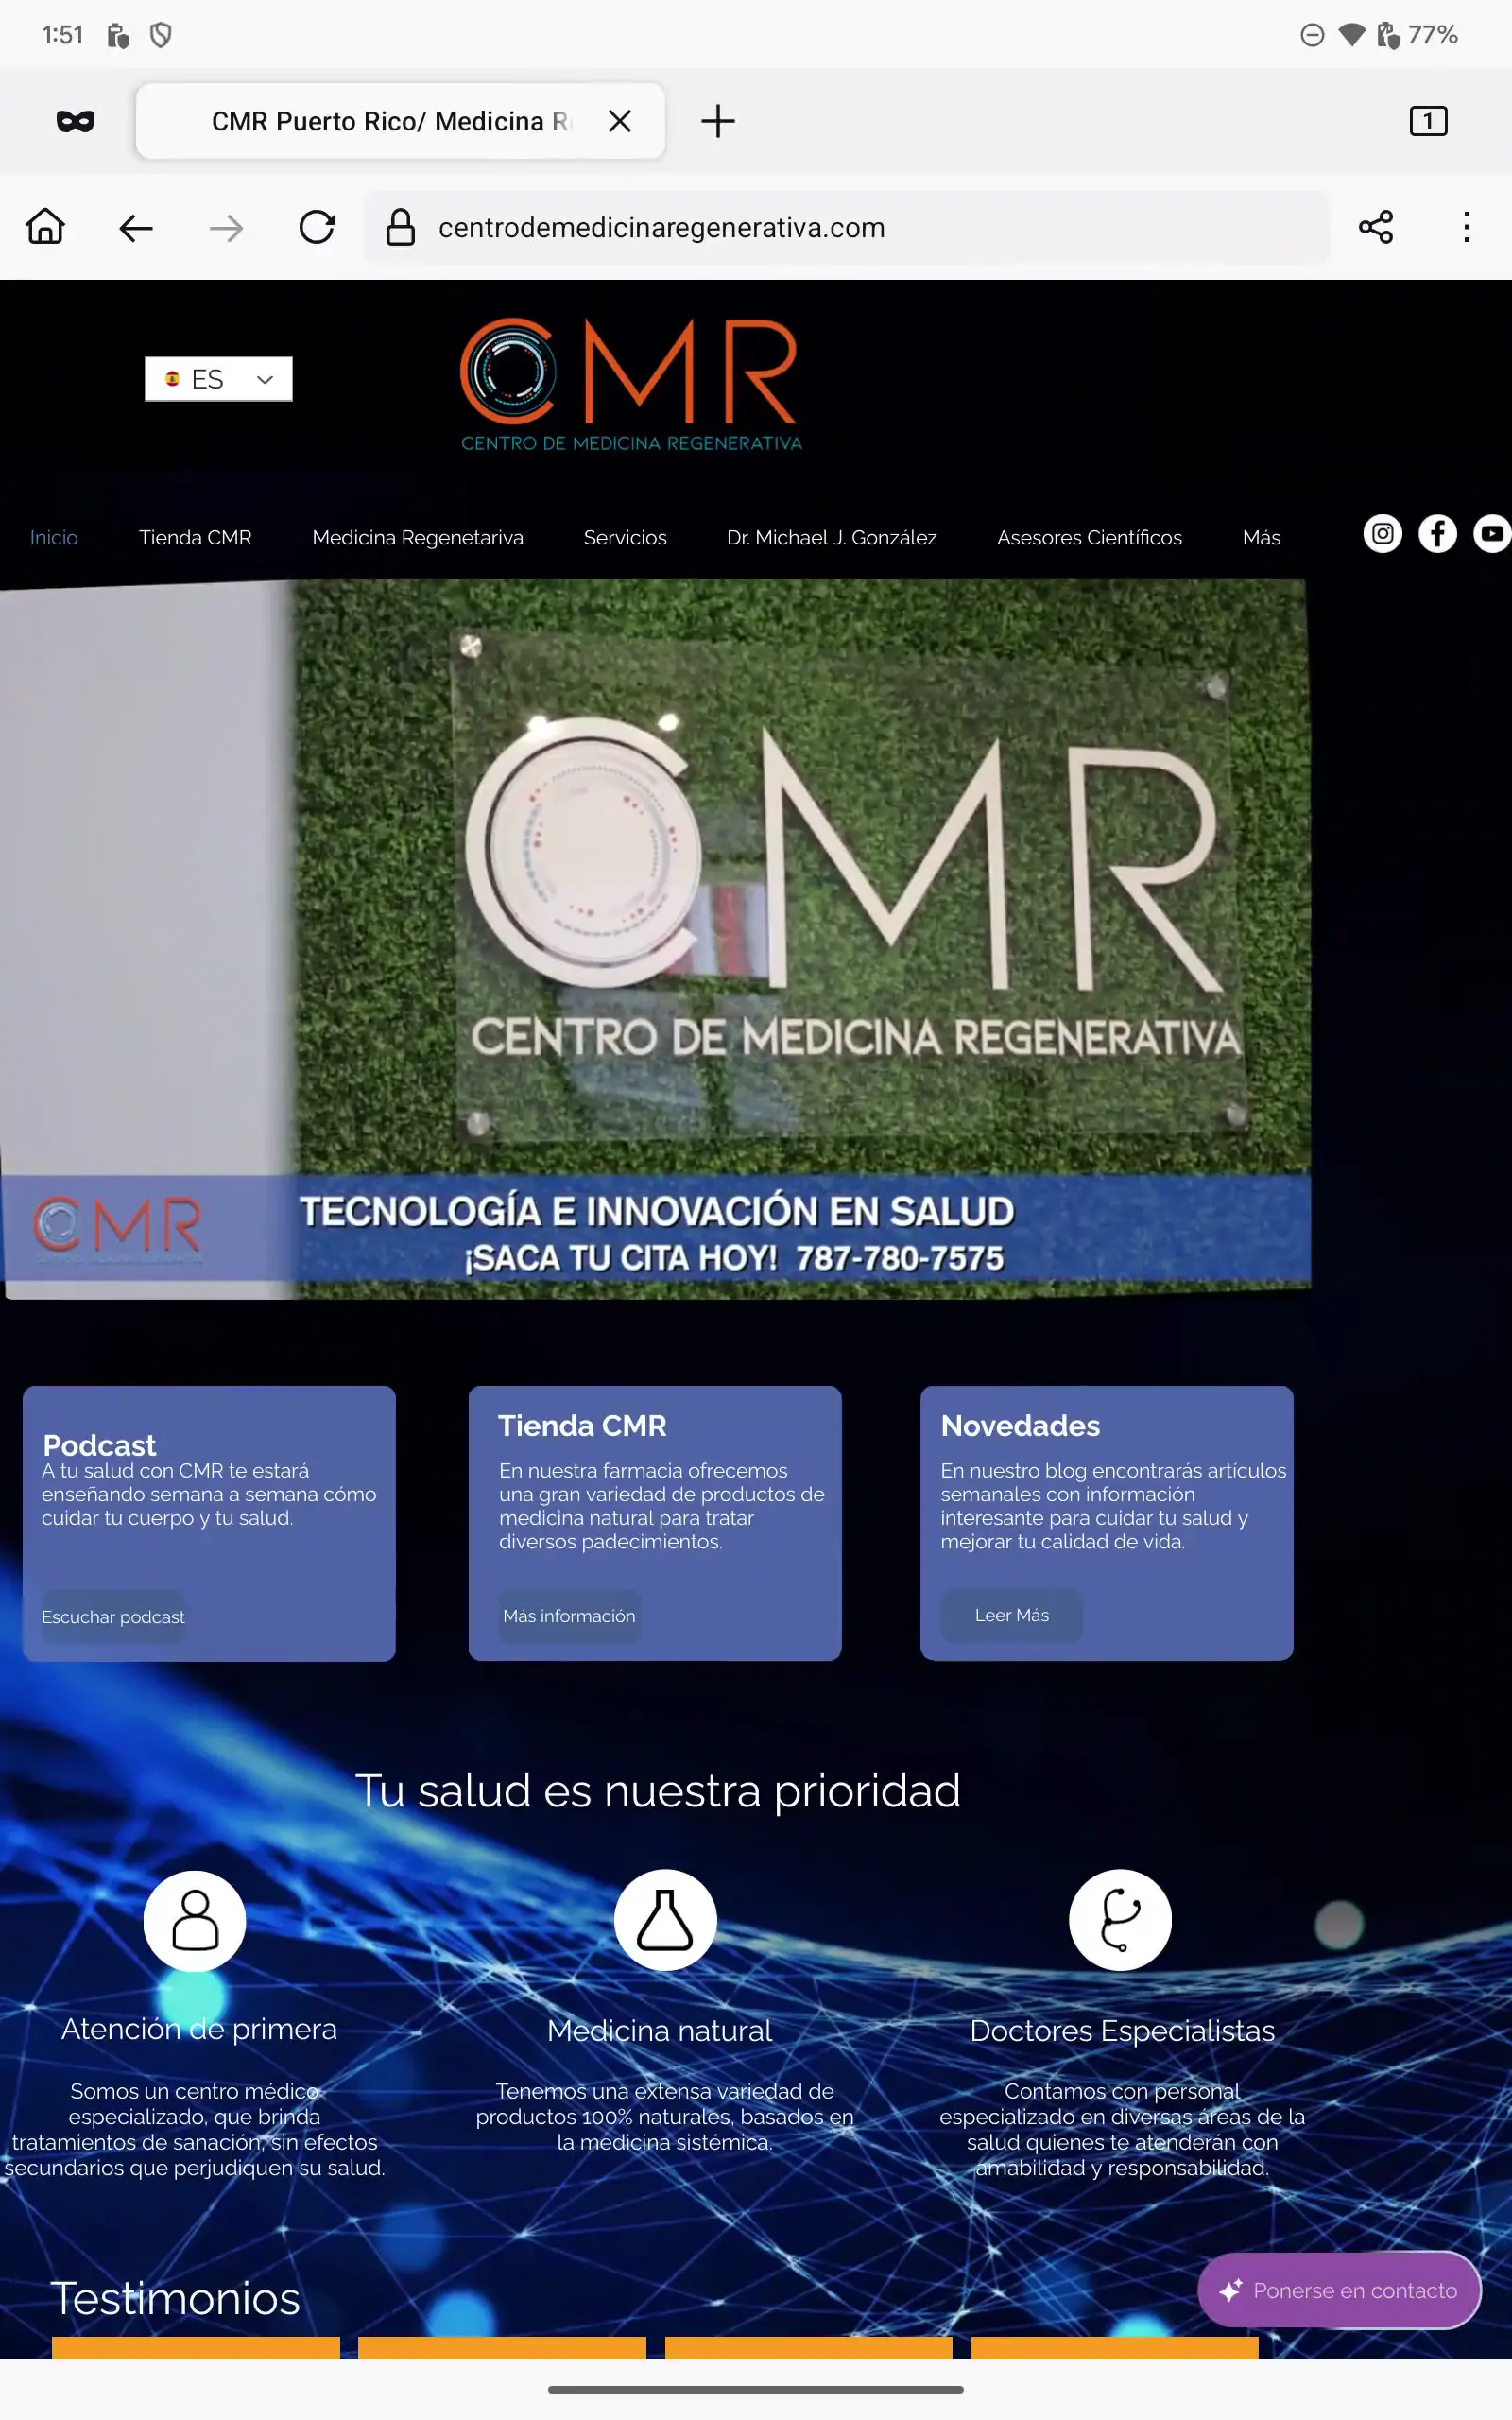 1:51
77%
CMR Puerto Rico/ Medicina R
1
centrodemedicinaregenerativa.com
ES
CMR
CENTRO DE MEDICINA REGENERATIVA
Inicio Tienda CMR Medicina Regenetariva Servicios Dr. Michael J. González Asesores Científicos Más
CMR
CENTRO DE MEDICINA REGENERATIVA
CMR
TECNOLOGÍA E INNOVACIÓN EN SALUD
¡SACA TU CITA HOY! 787-780-7575
Podcast
A tu salud con CMR te estará
enseñando semana a semana cómo
cuidar tu cuerpo y tu salud.
Escuchar podcast
Tienda CMR
En nuestra farmacia ofrecemos
una gran variedad de productos de
medicina natural para tratar
diversos padecimientos.
Más información
Novedades
En nuestro blog encontrarás artículos
semanales con información
interesante para cuidar tu salud y
mejorar tu calidad de vida.
Leer Más
Tu salud es nuestra prioridad
Atención de primera
Somos un centro médico
especializado, que brinda
tratamientos de sanación, sin efectos
secundarios que perjudiquen su salud.
Medicina natural
Tenemos una extensa variedad de
productos 100% naturales, basados en
la medicina sistémica.
Doctores Especialistas
Contamos con personal
especializado en diversas áreas de la
salud quienes te atenderán con
amabilidad y responsabilidad.
Testimonios
Ponerse en contacto